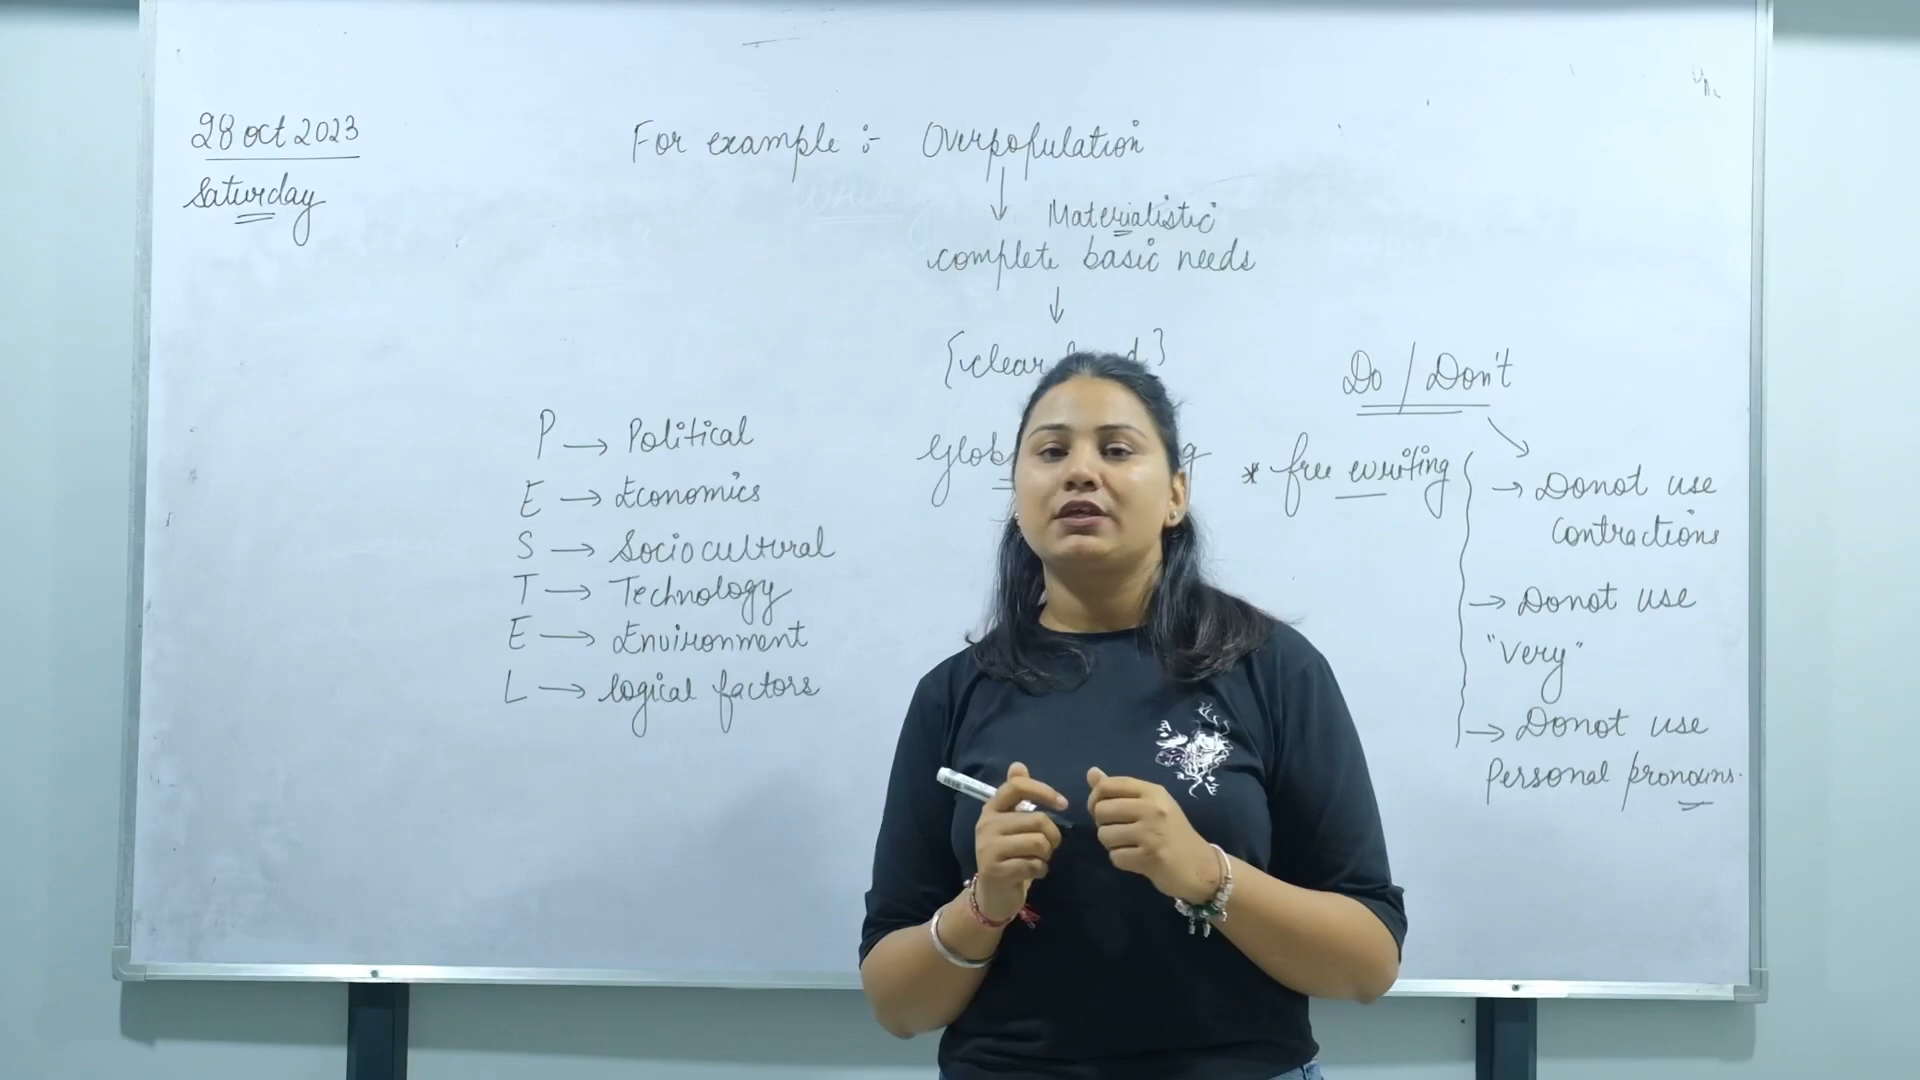 28 oct 2023
Saturday
For example :- Overpopulation
↓
Materialistic
complete basic needs
↓
{clear
P → Political
E → Economics
S → Sociocultural
T → Technology
E → Environment
L → logical factors
Do / Don't
* free writing
→ Donot use
Contractions
→ Donot use
"Very"
→ Donot use
Personal pronouns.